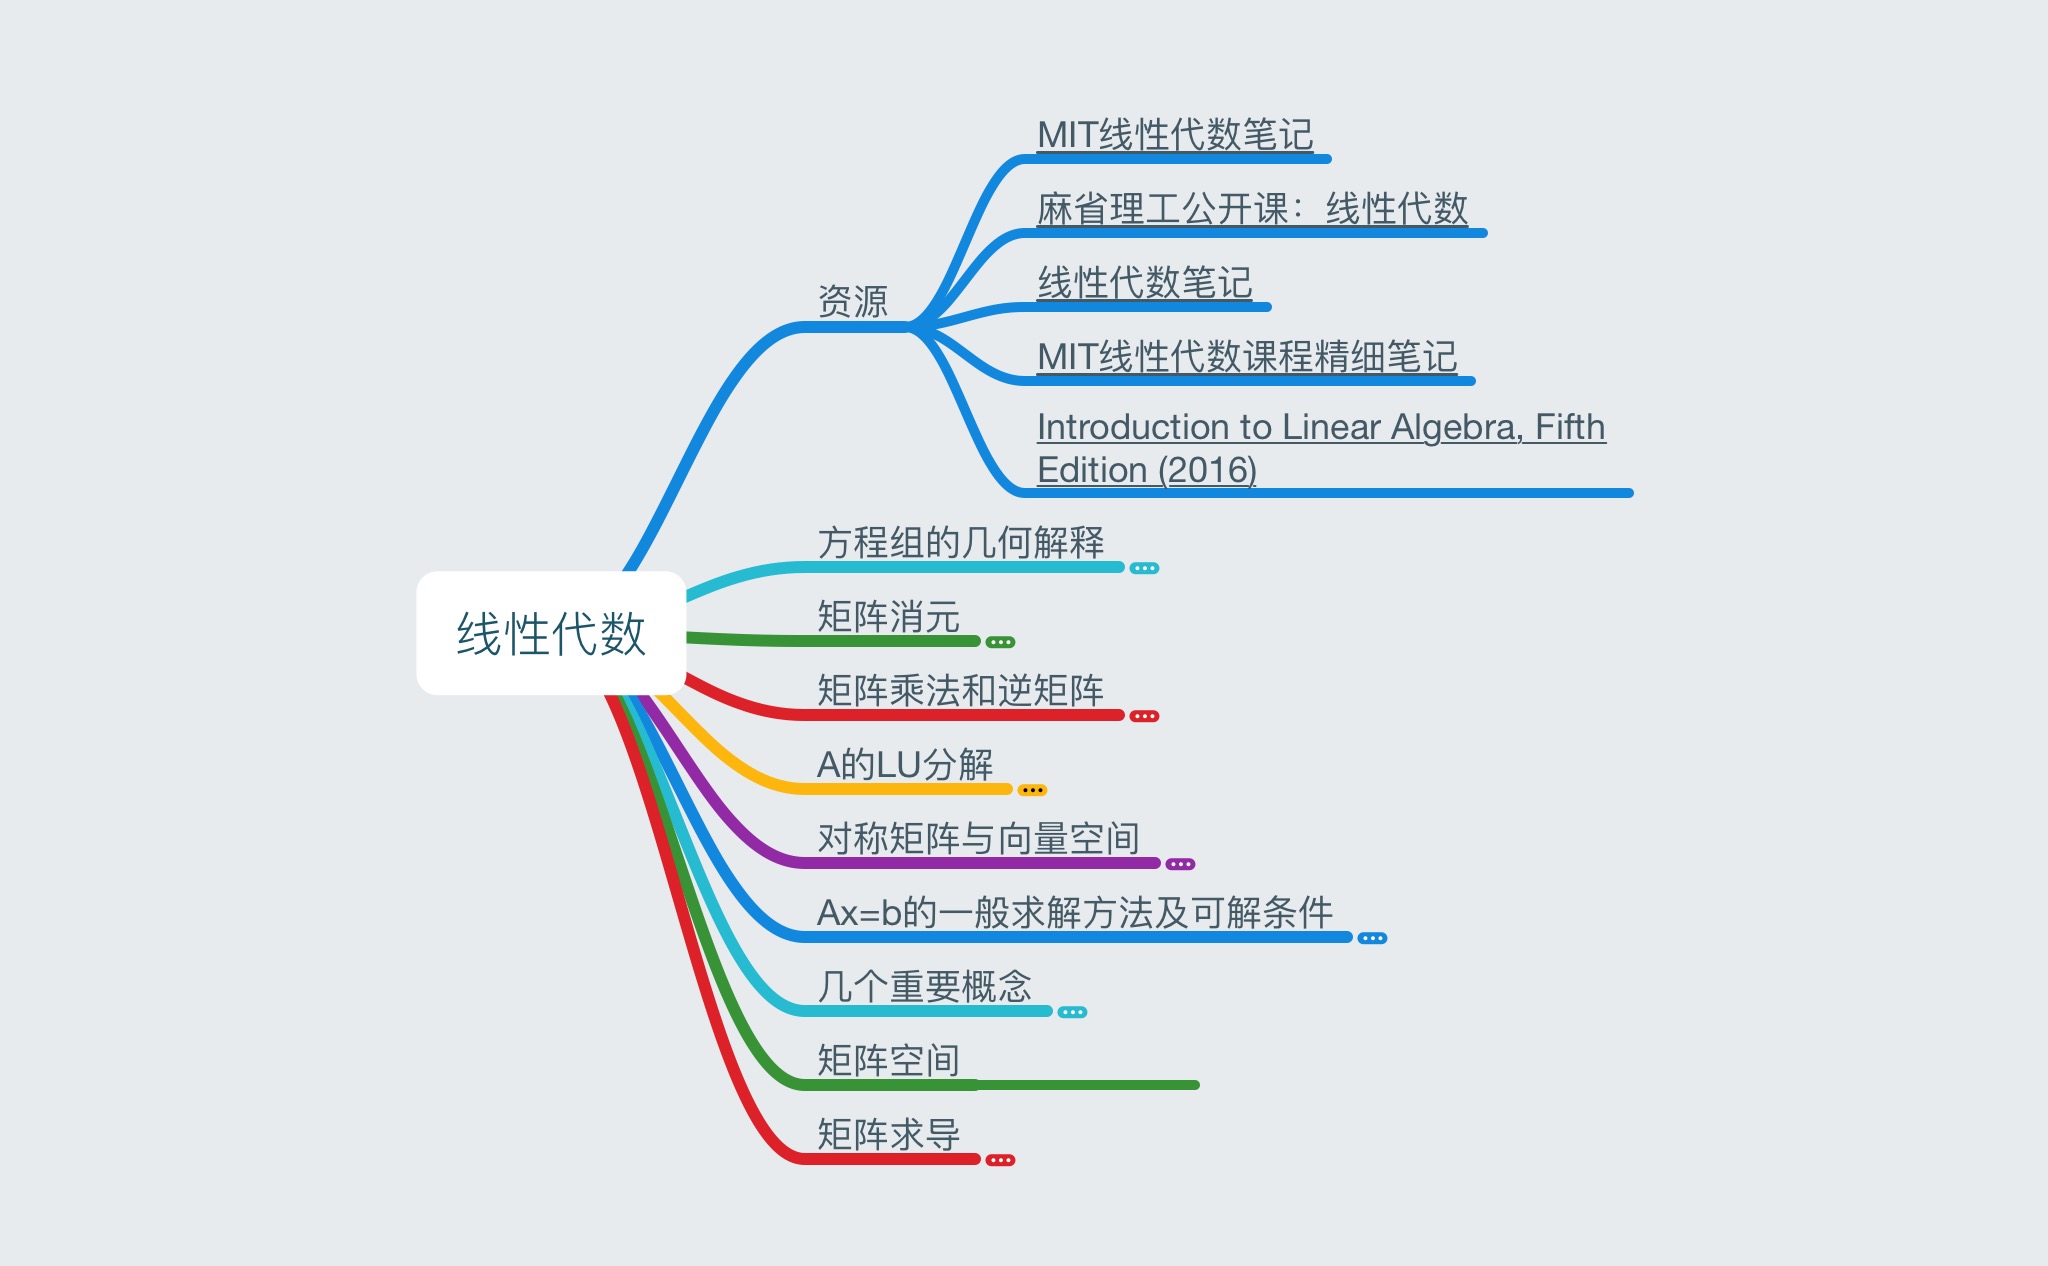 MIT线性代数笔记
麻省理工公开课：线性代数
线性代数笔记
资源
MIT线性代数课程精细笔记
Introduction to Linear Algebra, Fifth
Edition (2016)
方程组的几何解释
矩阵消元
线性代数
矩阵乘法和逆矩阵
A的LU分解
对称矩阵与向量空间
Ax=b的一般求解方法及可解条件
几个重要概念
矩阵空间
矩阵求导